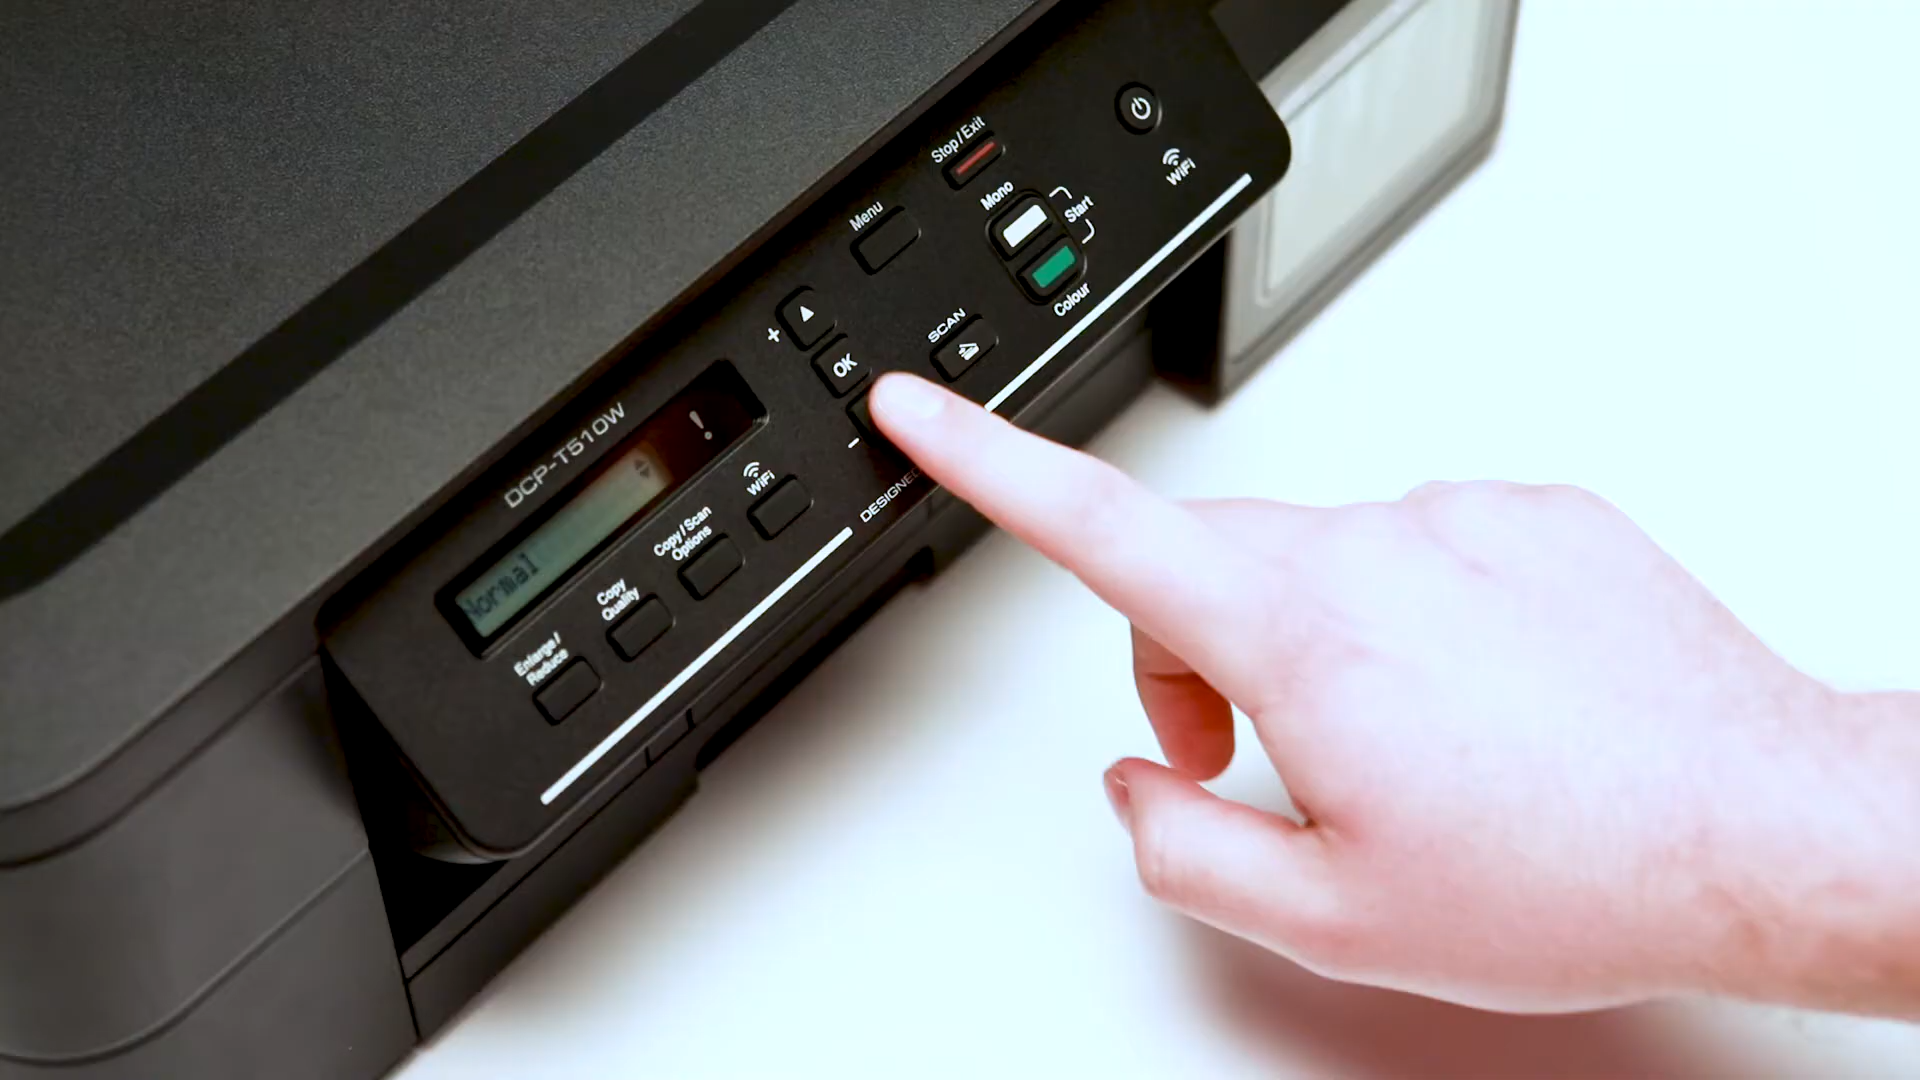 Stop/Exit
WiFi
Mono
Start
Colour
Menu
SCAN
+
OK
-
DCP-T510W
!
Normal
WiFi
Copy/Scan
Options
Copy
Quality
Enlarge/
Reduce
DESIGNED